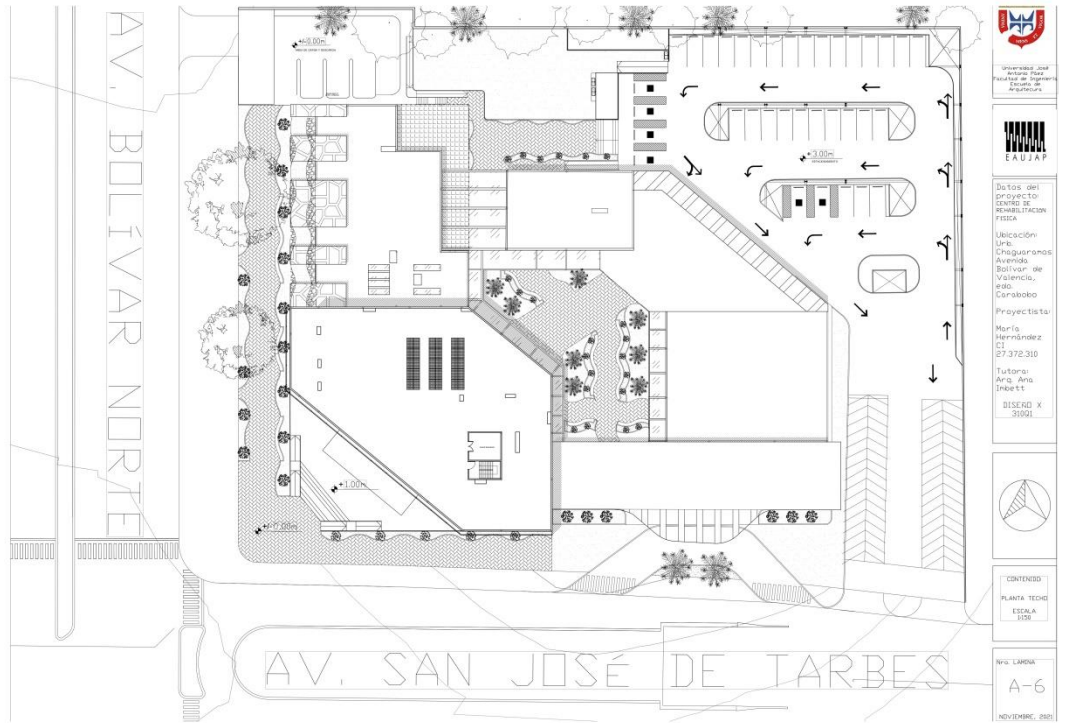 AV. BOLÍVAR NORTE
+/-0.00m
+3.00m
+1.00m
+/-0.00m
AV. SAN JOSÉ DE TARBES
Universidad José
Antonio Páez
Facultad de Ingeniería
Escuela de
Arquitectura
EAUJAP
Datos del
proyecto:
CENTRO DE
REHABILITACION
FISICA
Ubicación:
Urb.
Chaguaramos
Avenida
Bolívar de
Valencia,
edo.
Carabobo
Proyectista:
María
Hernández
CI
27.372.310
Tutora:
Arq. Ana
Imbett
DISEÑO X
310Q1
CONTENIDO:
PLANTA TECHO
ESCALA
1:150
Nro. LAMINA
A-6
NOVIEMBRE, 2021